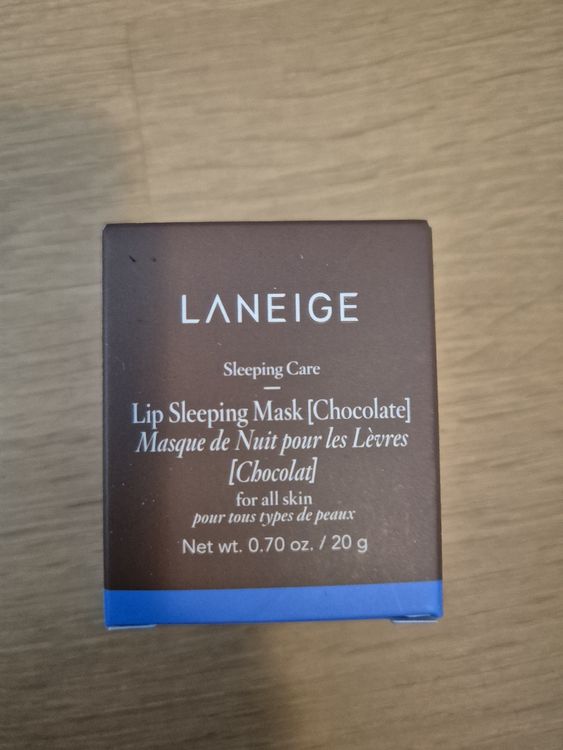 LANEIGE
Sleeping Care
Lip Sleeping Mask [Chocolate]
Masque de Nuit pour les Lèvres
[Chocolat]
for all skin
pour tous types de peaux
Net wt. 0.70 oz. / 20 g